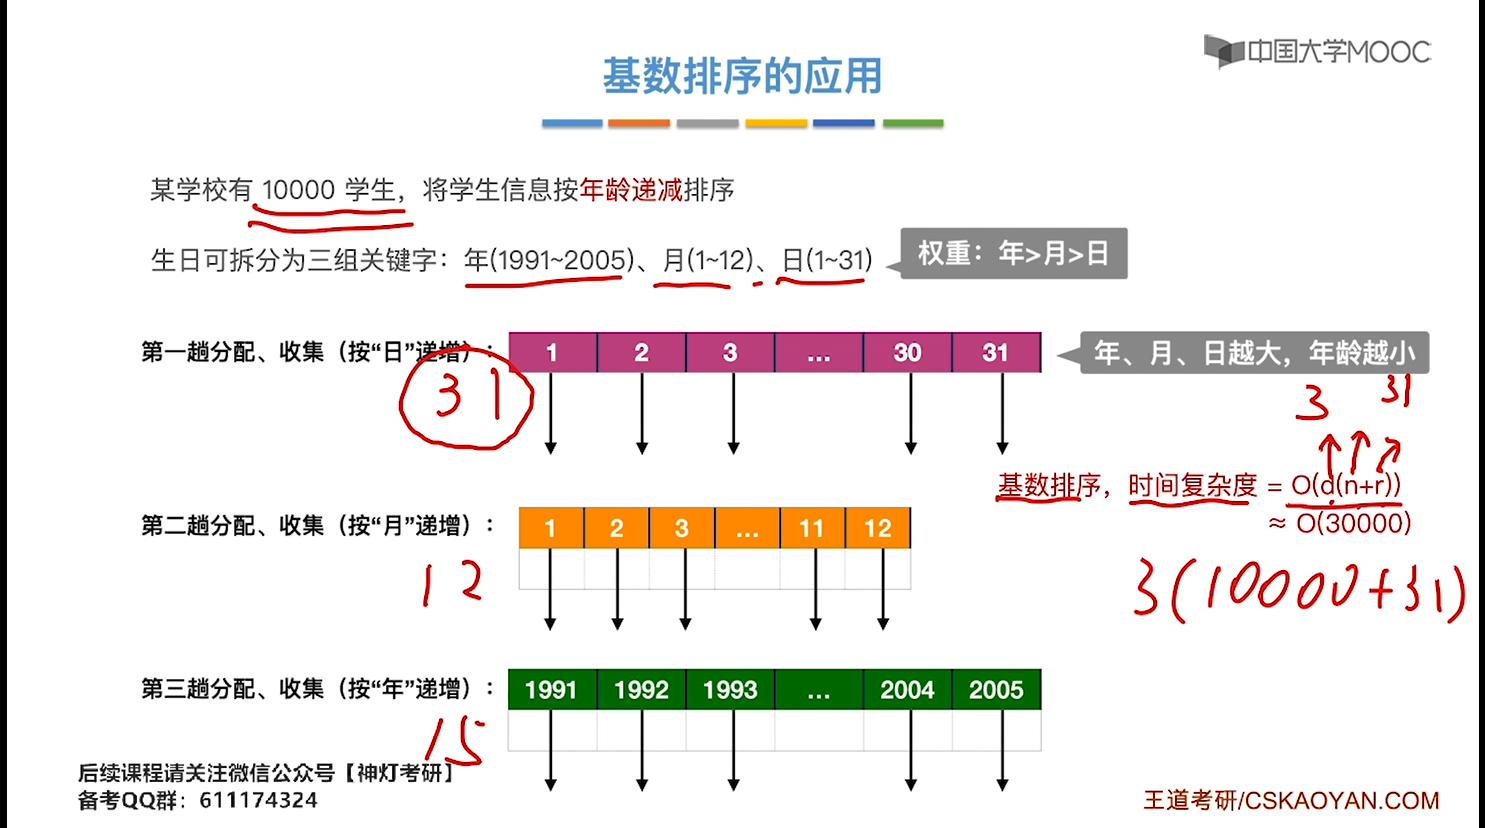 中国大学MOOC
基数排序的应用
某学校有 10000 学生，将学生信息按年龄递减排序
生日可拆分为三组关键字：年(1991~2005)、月(1~12)、日(1~31)
权重：年>月>日
第一趟分配、收集（按“日”递增）：
1 2 3 ... 30 31
年、月、日越大，年龄越小
31
3 31
基数排序，时间复杂度 = O(d(n+r))
≈ O(30000)
3(10000+31)
第二趟分配、收集（按“月”递增）：
1 2 3 ... 11 12
12
第三趟分配、收集（按“年”递增）：
1991 1992 1993 ... 2004 2005
15
后续课程请关注微信公众号【神灯考研】
备考QQ群：611174324
王道考研/CSKAOYAN.COM